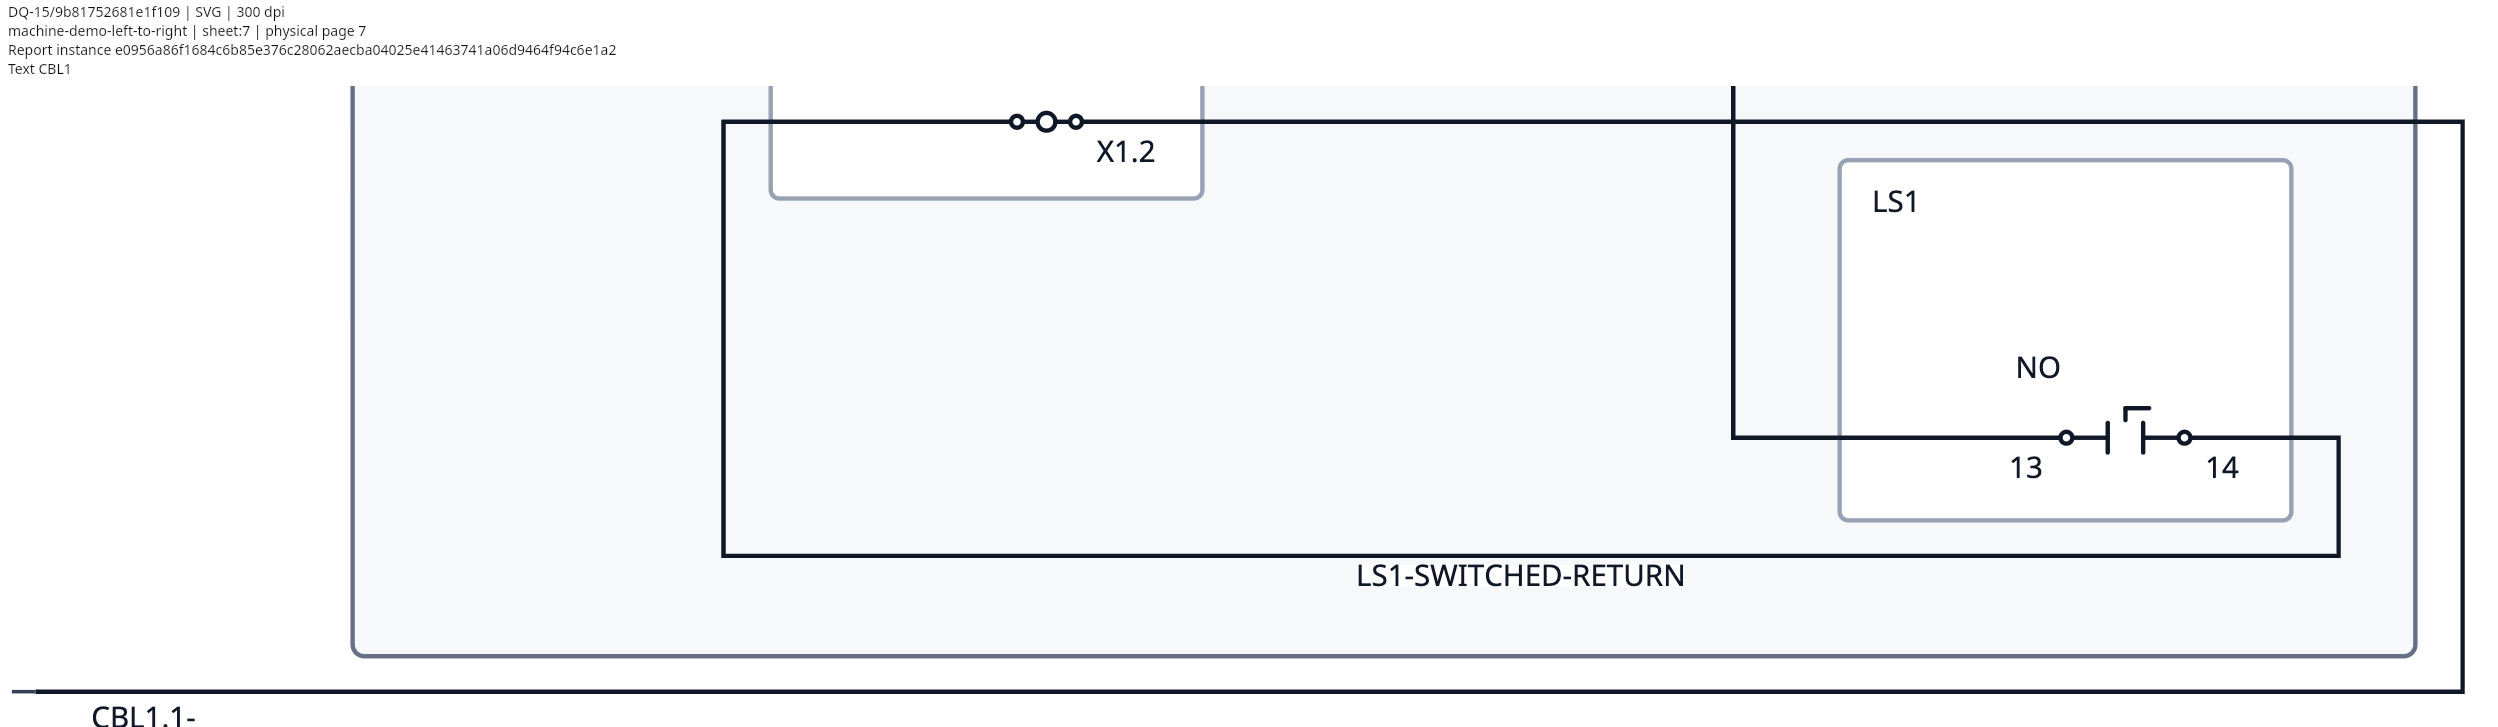 DQ-15/9b81752681e1f109 | SVG | 300 dpi
machine-demo-left-to-right | sheet:7 | physical page 7
Report instance e0956a86f1684c6b85e376c28062aecba04025e41463741a06d9464f94c6e1a2
Text CBL1
X1.2
LS1
NO
13
14
LS1-SWITCHED-RETURN
CBL1.1-